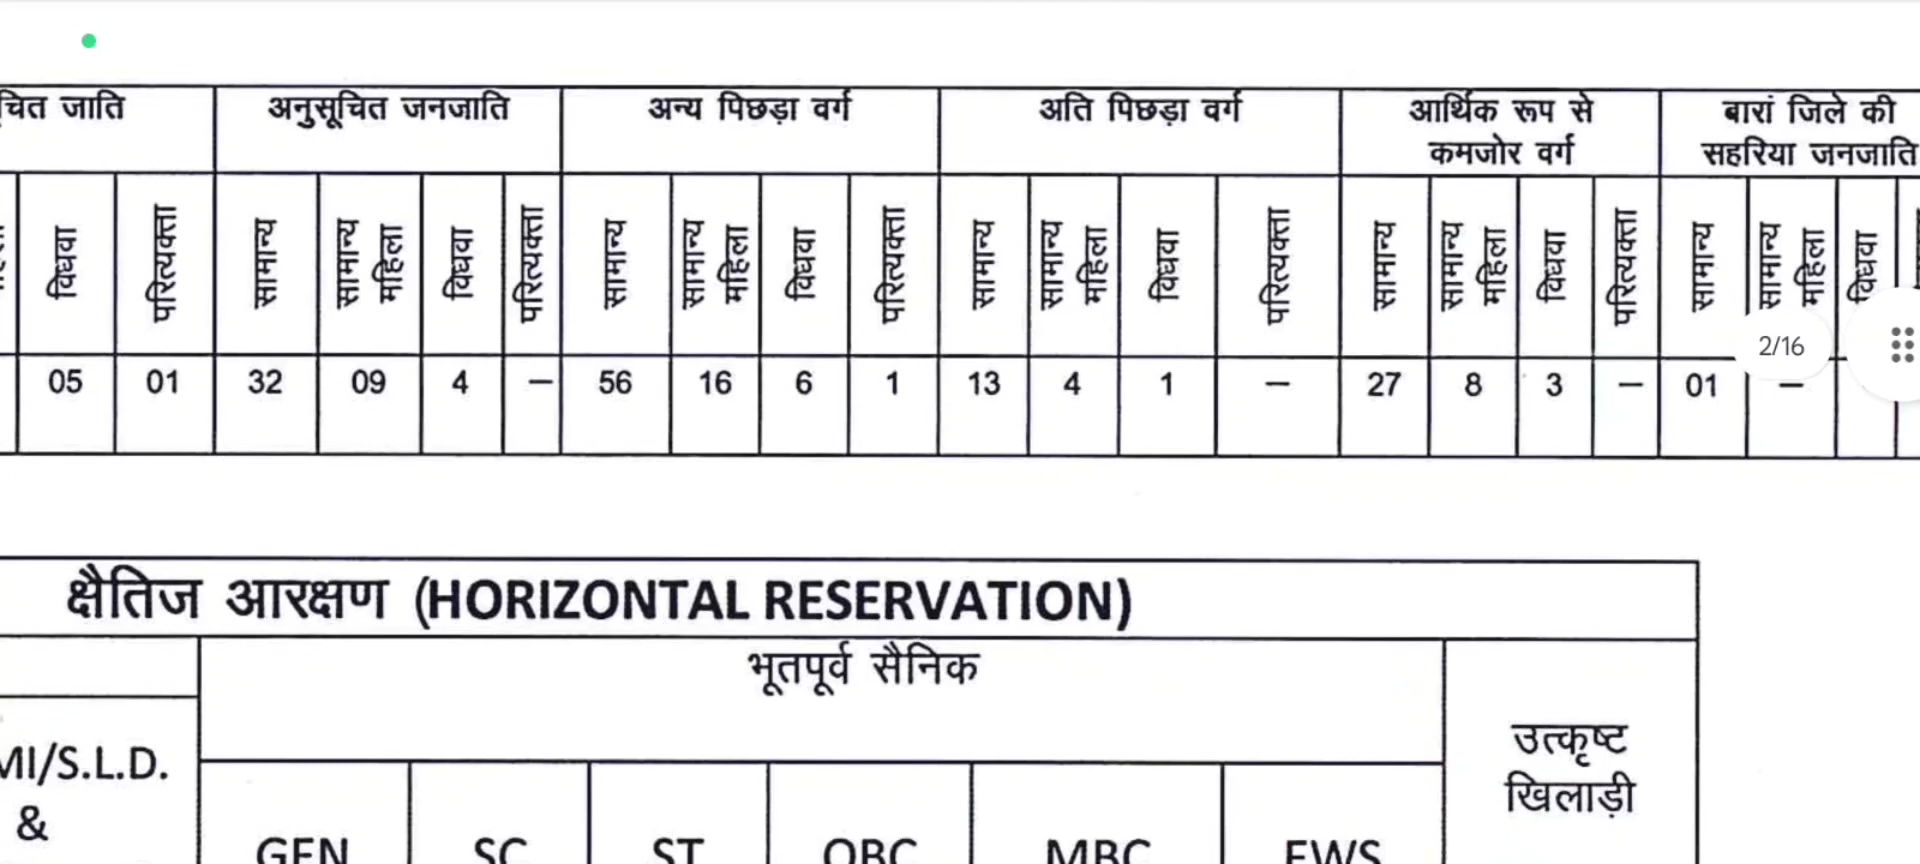 चित जाति अनुसूचित जनजाति अन्य पिछड़ा वर्ग अति पिछड़ा वर्ग आर्थिक रूप से बारां जिले की
कमजोर वर्ग सहरिया जनजाति
विधवा परित्यक्ता सामान्य सामान्य महिला विधवा परित्यक्ता सामान्य सामान्य महिला विधवा परित्यक्ता सामान्य सामान्य महिला विधवा परित्यक्ता सामान्य सामान्य महिला विधवा परित्यक्ता सामान्य सामान्य महिला विधवा
2/16
05 01 32 09 4 – 56 16 6 1 13 4 1 – 27 8 3 – 01 –
क्षैतिज आरक्षण (HORIZONTAL RESERVATION)
भूतपूर्व सैनिक
उत्कृष्ट
खिलाड़ी
MI/S.L.D.
&
GEN SC ST OBC MBC EWS